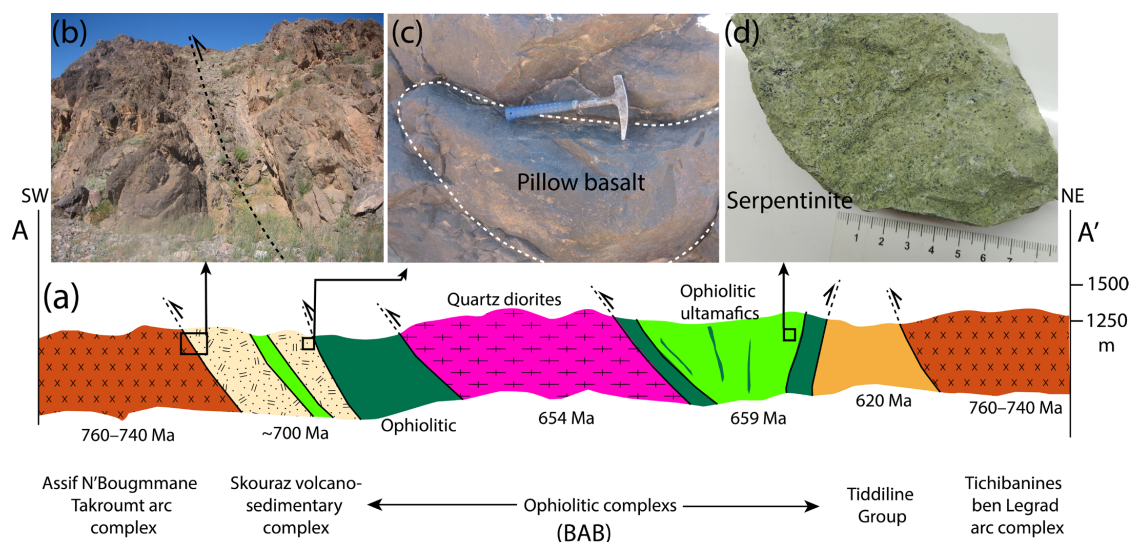 (b)
(c)
(d)
Pillow basalt
Serpentinite
1 2 3 4 5 6 7
SW
A
NE
A'
(a)
Quartz diorites
Ophiolitic
ultamafics
1500
1250
m
760–740 Ma
~700 Ma
Ophiolitic
654 Ma
659 Ma
620 Ma
760–740 Ma
Assif N'Bougmmane
Takroumt arc
complex
Skouraz volcano-
sedimentary
complex
Ophiolitic complexs
(BAB)
Tiddiline
Group
Tichibanines
ben Legrad
arc complex